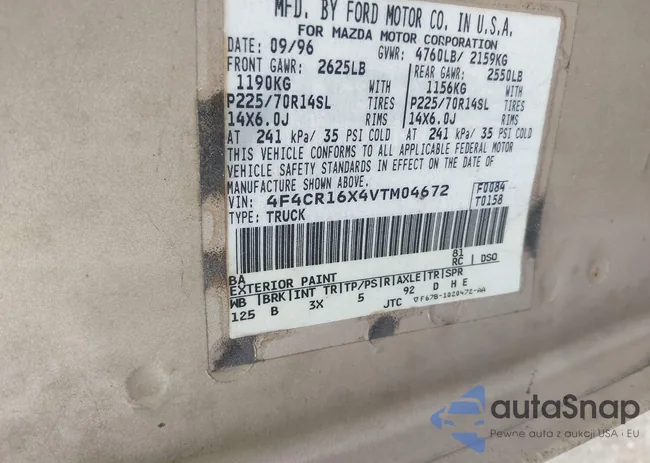 MFD. BY FORD MOTOR CO. IN U.S.A.
FOR MAZDA MOTOR CORPORATION
DATE: 09/96 GVWR: 4760LB/ 2159KG
FRONT GAWR: 2625LB REAR GAWR: 2550LB
1190KG WITH 1156KG WITH
P225/70R14SL TIRES P225/70R14SL TIRES
14X6.0J RIMS 14X6.0J RIMS
AT 241 kPa/ 35 PSI COLD AT 241 kPa/ 35 PSI COLD
THIS VEHICLE CONFORMS TO ALL APPLICABLE FEDERAL MOTOR
VEHICLE SAFETY STANDARDS IN EFFECT ON THE DATE OF
MANUFACTURE SHOWN ABOVE.
VIN: 4F4CR16X4VTM04672 F0084
TYPE: TRUCK T0158
BA 81
EXTERIOR PAINT RC DSO
WB BRK INT TR TP/PS R AXLE TR SPR
125 B 3X 5 92 D H E
JTC ▽F67B-1020472-AA
autaSnap
Pewne auta z aukcji USA i EU